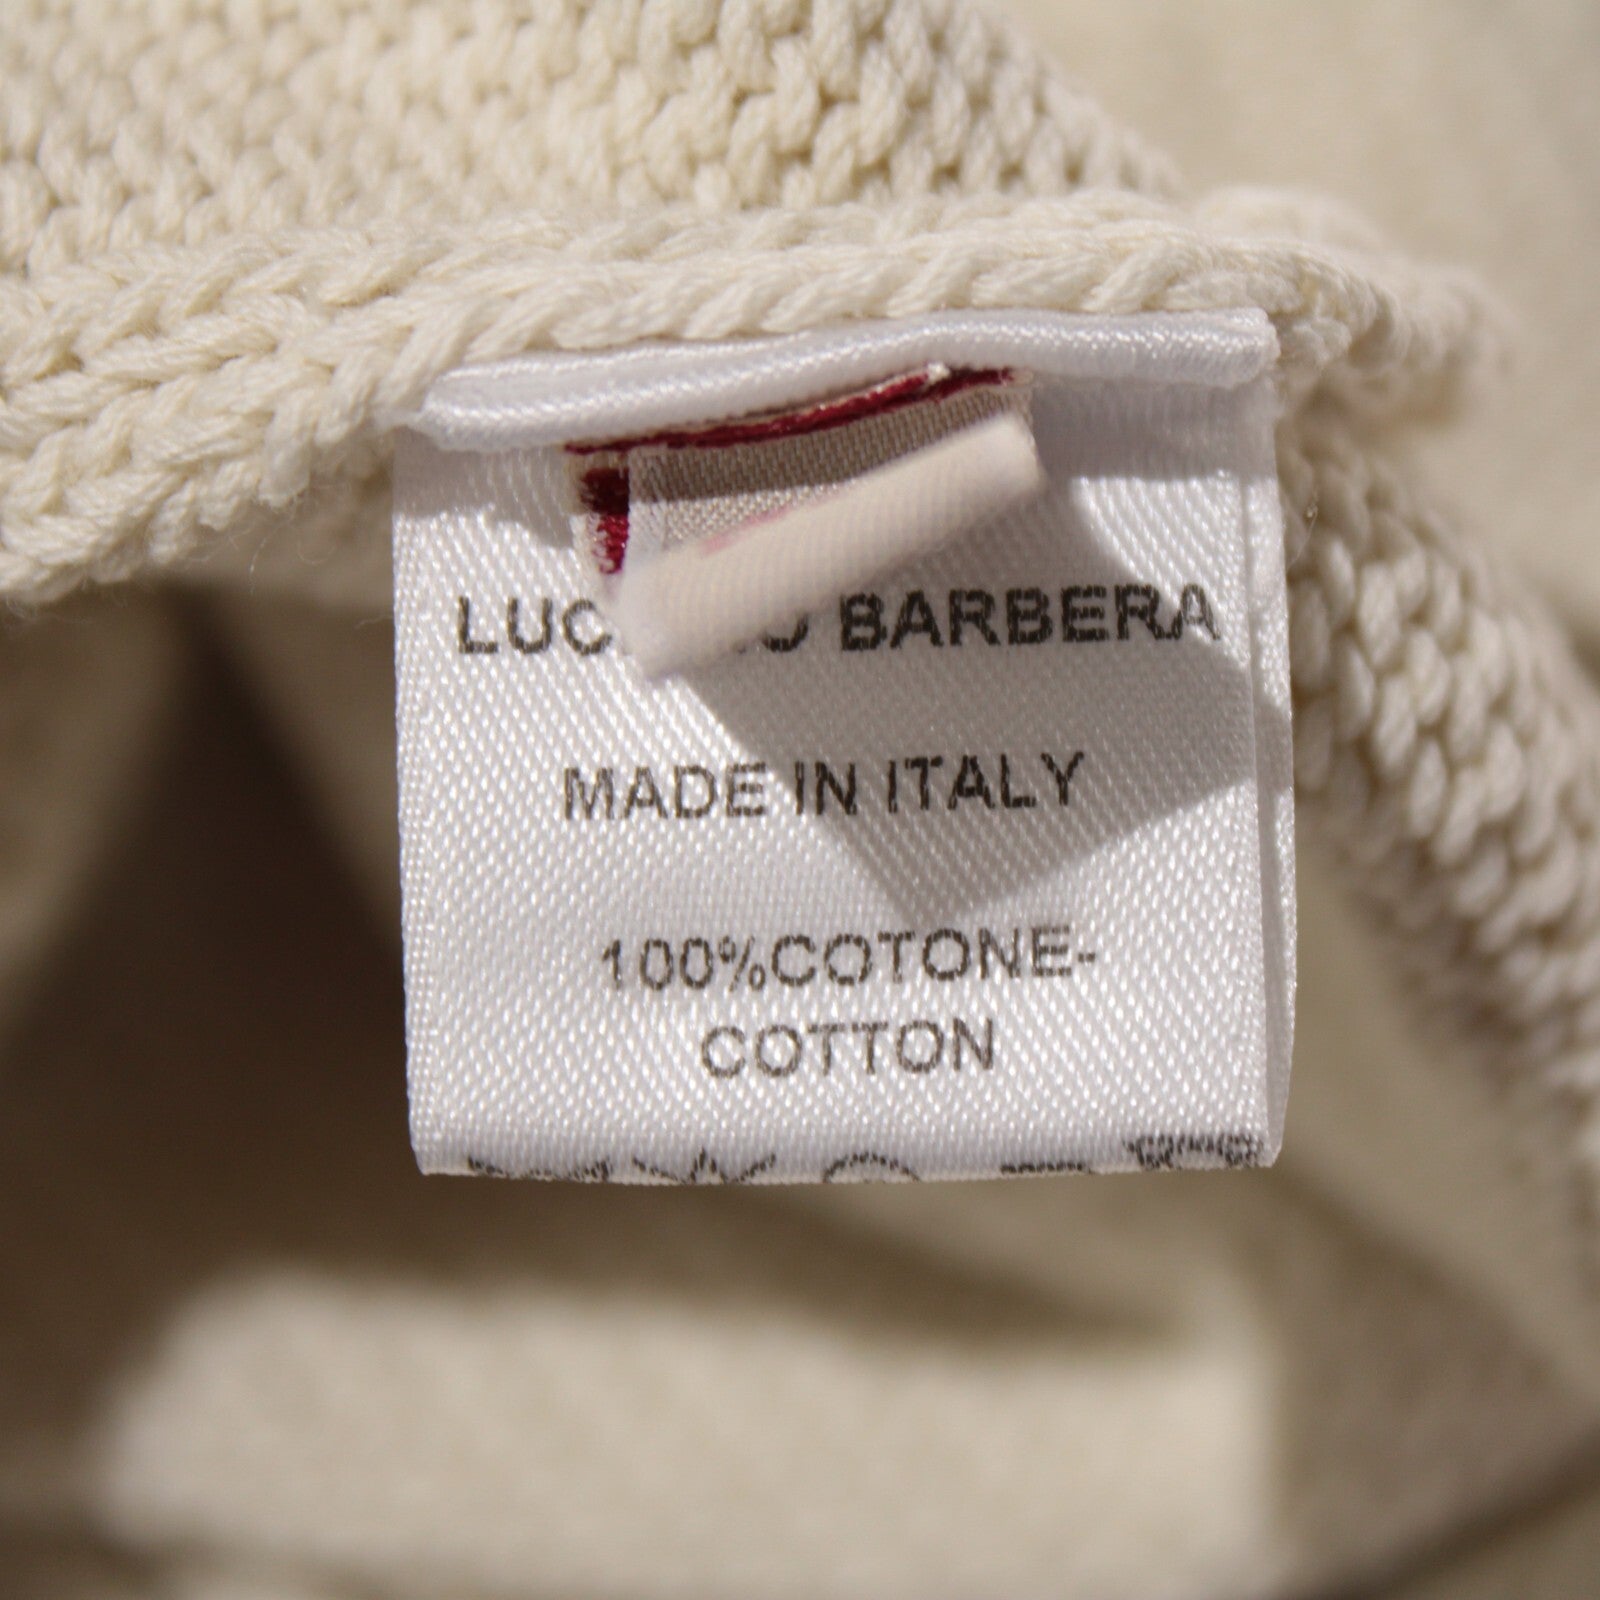 BARBERA
MADE IN ITALY
100%COTONE-
COTTON